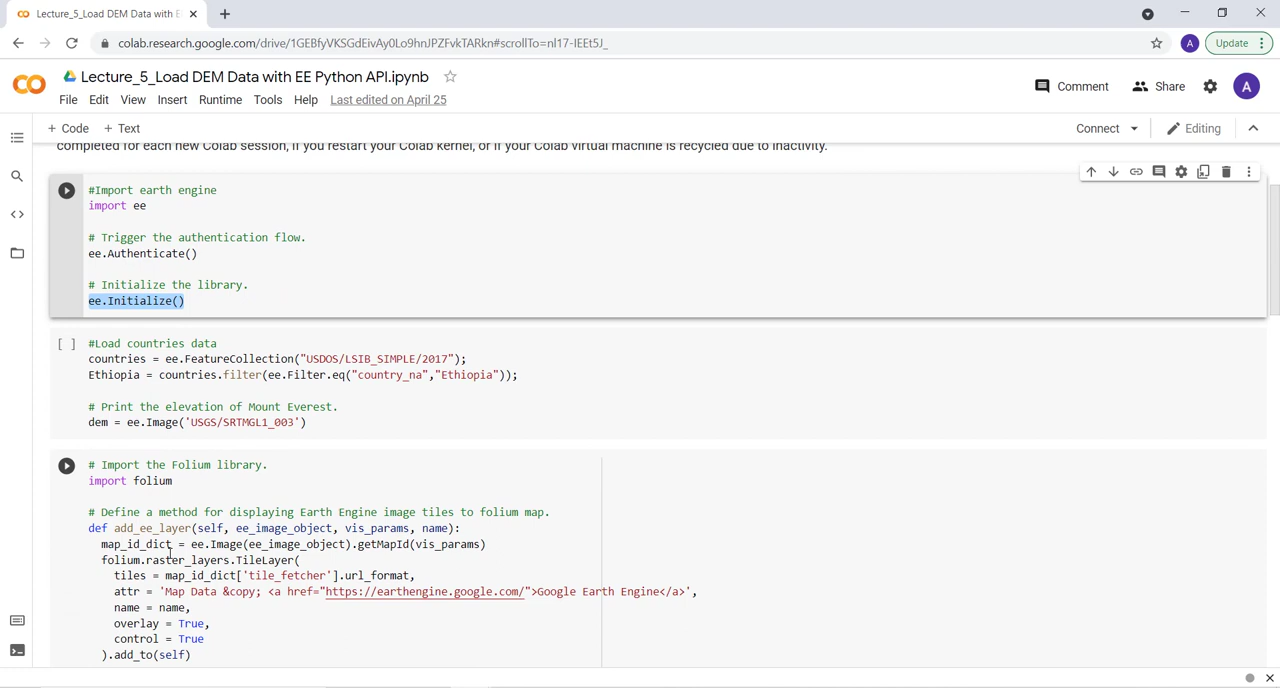 Lecture_5_Load DEM Data with E
colab.research.google.com/drive/1GEBfyVKSGdEivAy0Lo9hnJPZFvkTARkn#scrollTo=nl17-IEEt5J_
A
Update
Lecture_5_Load DEM Data with EE Python API.ipynb
Comment
Share
A
File Edit View Insert Runtime Tools Help Last edited on April 25
+ Code + Text
Connect
Editing
completed for each new Colab session, if you restart your Colab kernel, or if your Colab virtual machine is recycled due to inactivity.
#Import earth engine
import ee
# Trigger the authentication flow.
ee.Authenticate()
# Initialize the library.
ee.Initialize()
[ ] #Load countries data
countries = ee.FeatureCollection("USDOS/LSIB_SIMPLE/2017");
Ethiopia = countries.filter(ee.Filter.eq("country_na","Ethiopia"));
# Print the elevation of Mount Everest.
dem = ee.Image('USGS/SRTMGL1_003')
# Import the Folium library.
import folium
# Define a method for displaying Earth Engine image tiles to folium map.
def add_ee_layer(self, ee_image_object, vis_params, name):
map_id_dict = ee.Image(ee_image_object).getMapId(vis_params)
folium.raster_layers.TileLayer(
tiles = map_id_dict['tile_fetcher'].url_format,
attr = 'Map Data &copy; <a href="https://earthengine.google.com/">Google Earth Engine</a>',
name = name,
overlay = True,
control = True
).add_to(self)